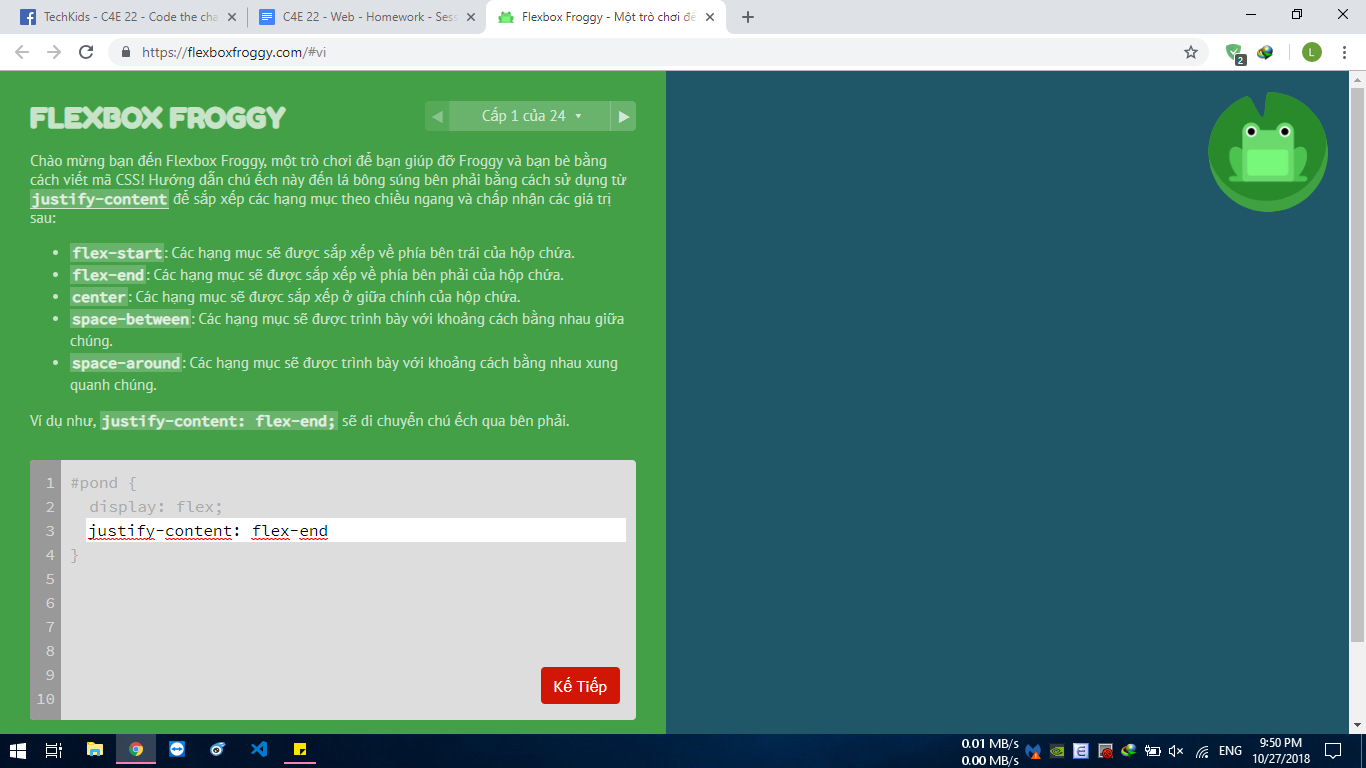 TechKids - C4E 22 - Code the cha
C4E 22 - Web - Homework - Sess
Flexbox Froggy - Một trò chơi để
https://flexboxfroggy.com/#vi
2
L
FLEXBOX FROGGY
Cấp 1 của 24
Chào mừng bạn đến Flexbox Froggy, một trò chơi để bạn giúp đỡ Froggy và bạn bè bằng
cách viết mã CSS! Hướng dẫn chú ếch này đến lá bông súng bên phải bằng cách sử dụng từ
justify-content để sắp xếp các hạng mục theo chiều ngang và chấp nhận các giá trị
sau:
• flex-start: Các hạng mục sẽ được sắp xếp về phía bên trái của hộp chứa.
• flex-end: Các hạng mục sẽ được sắp xếp về phía bên phải của hộp chứa.
• center: Các hạng mục sẽ được sắp xếp ở giữa chính của hộp chứa.
• space-between: Các hạng mục sẽ được trình bày với khoảng cách bằng nhau giữa
chúng.
• space-around: Các hạng mục sẽ được trình bày với khoảng cách bằng nhau xung
quanh chúng.
Ví dụ như, justify-content: flex-end; sẽ di chuyển chú ếch qua bên phải.
1 #pond {
2 display: flex;
3 justify-content: flex-end
4 }
5
6
7
8
9
10
Kế Tiếp
0.01 MB/s
0.00 MB/s
ENG
9:50 PM
10/27/2018